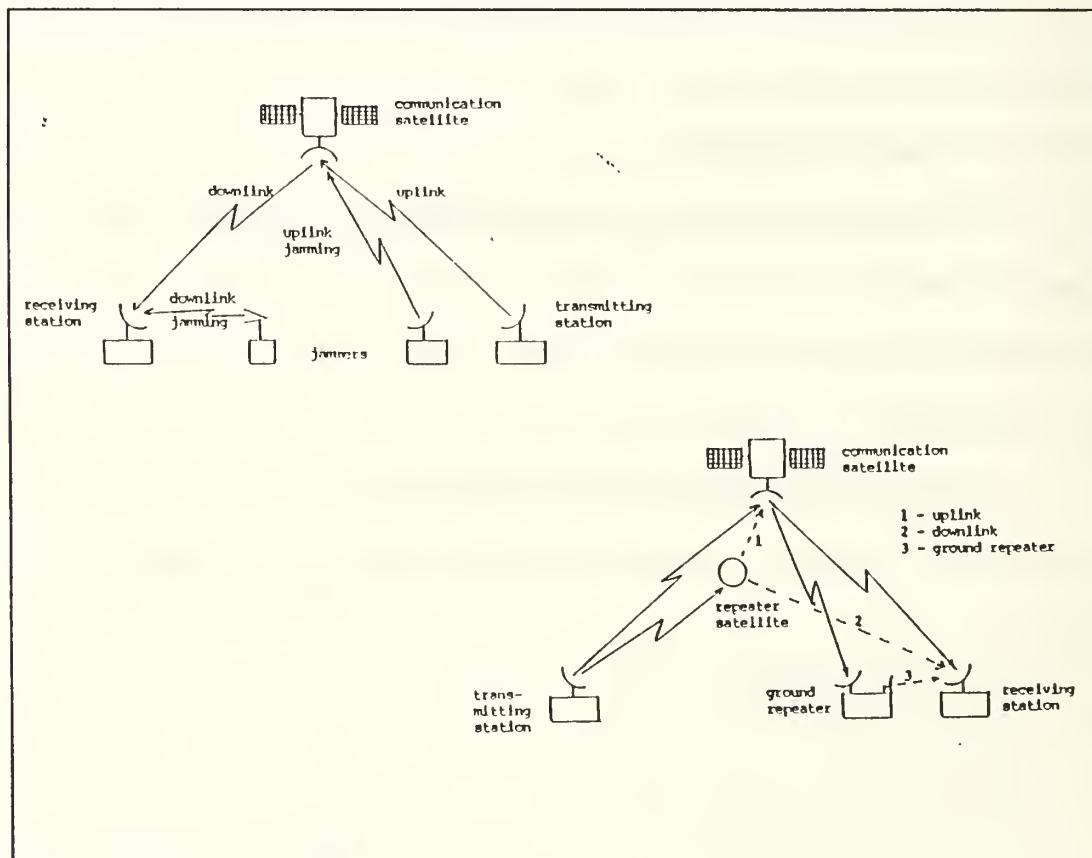 communication
satellite
downlink
uplink
uplink
jamming
receiving
station
downlink
jamming
transmitting
station
jammers
communication
satellite
1 - uplink
2 - downlink
3 - ground repeater
1
repeater
satellite
2
trans-
mitting
station
ground
repeater
3
receiving
station